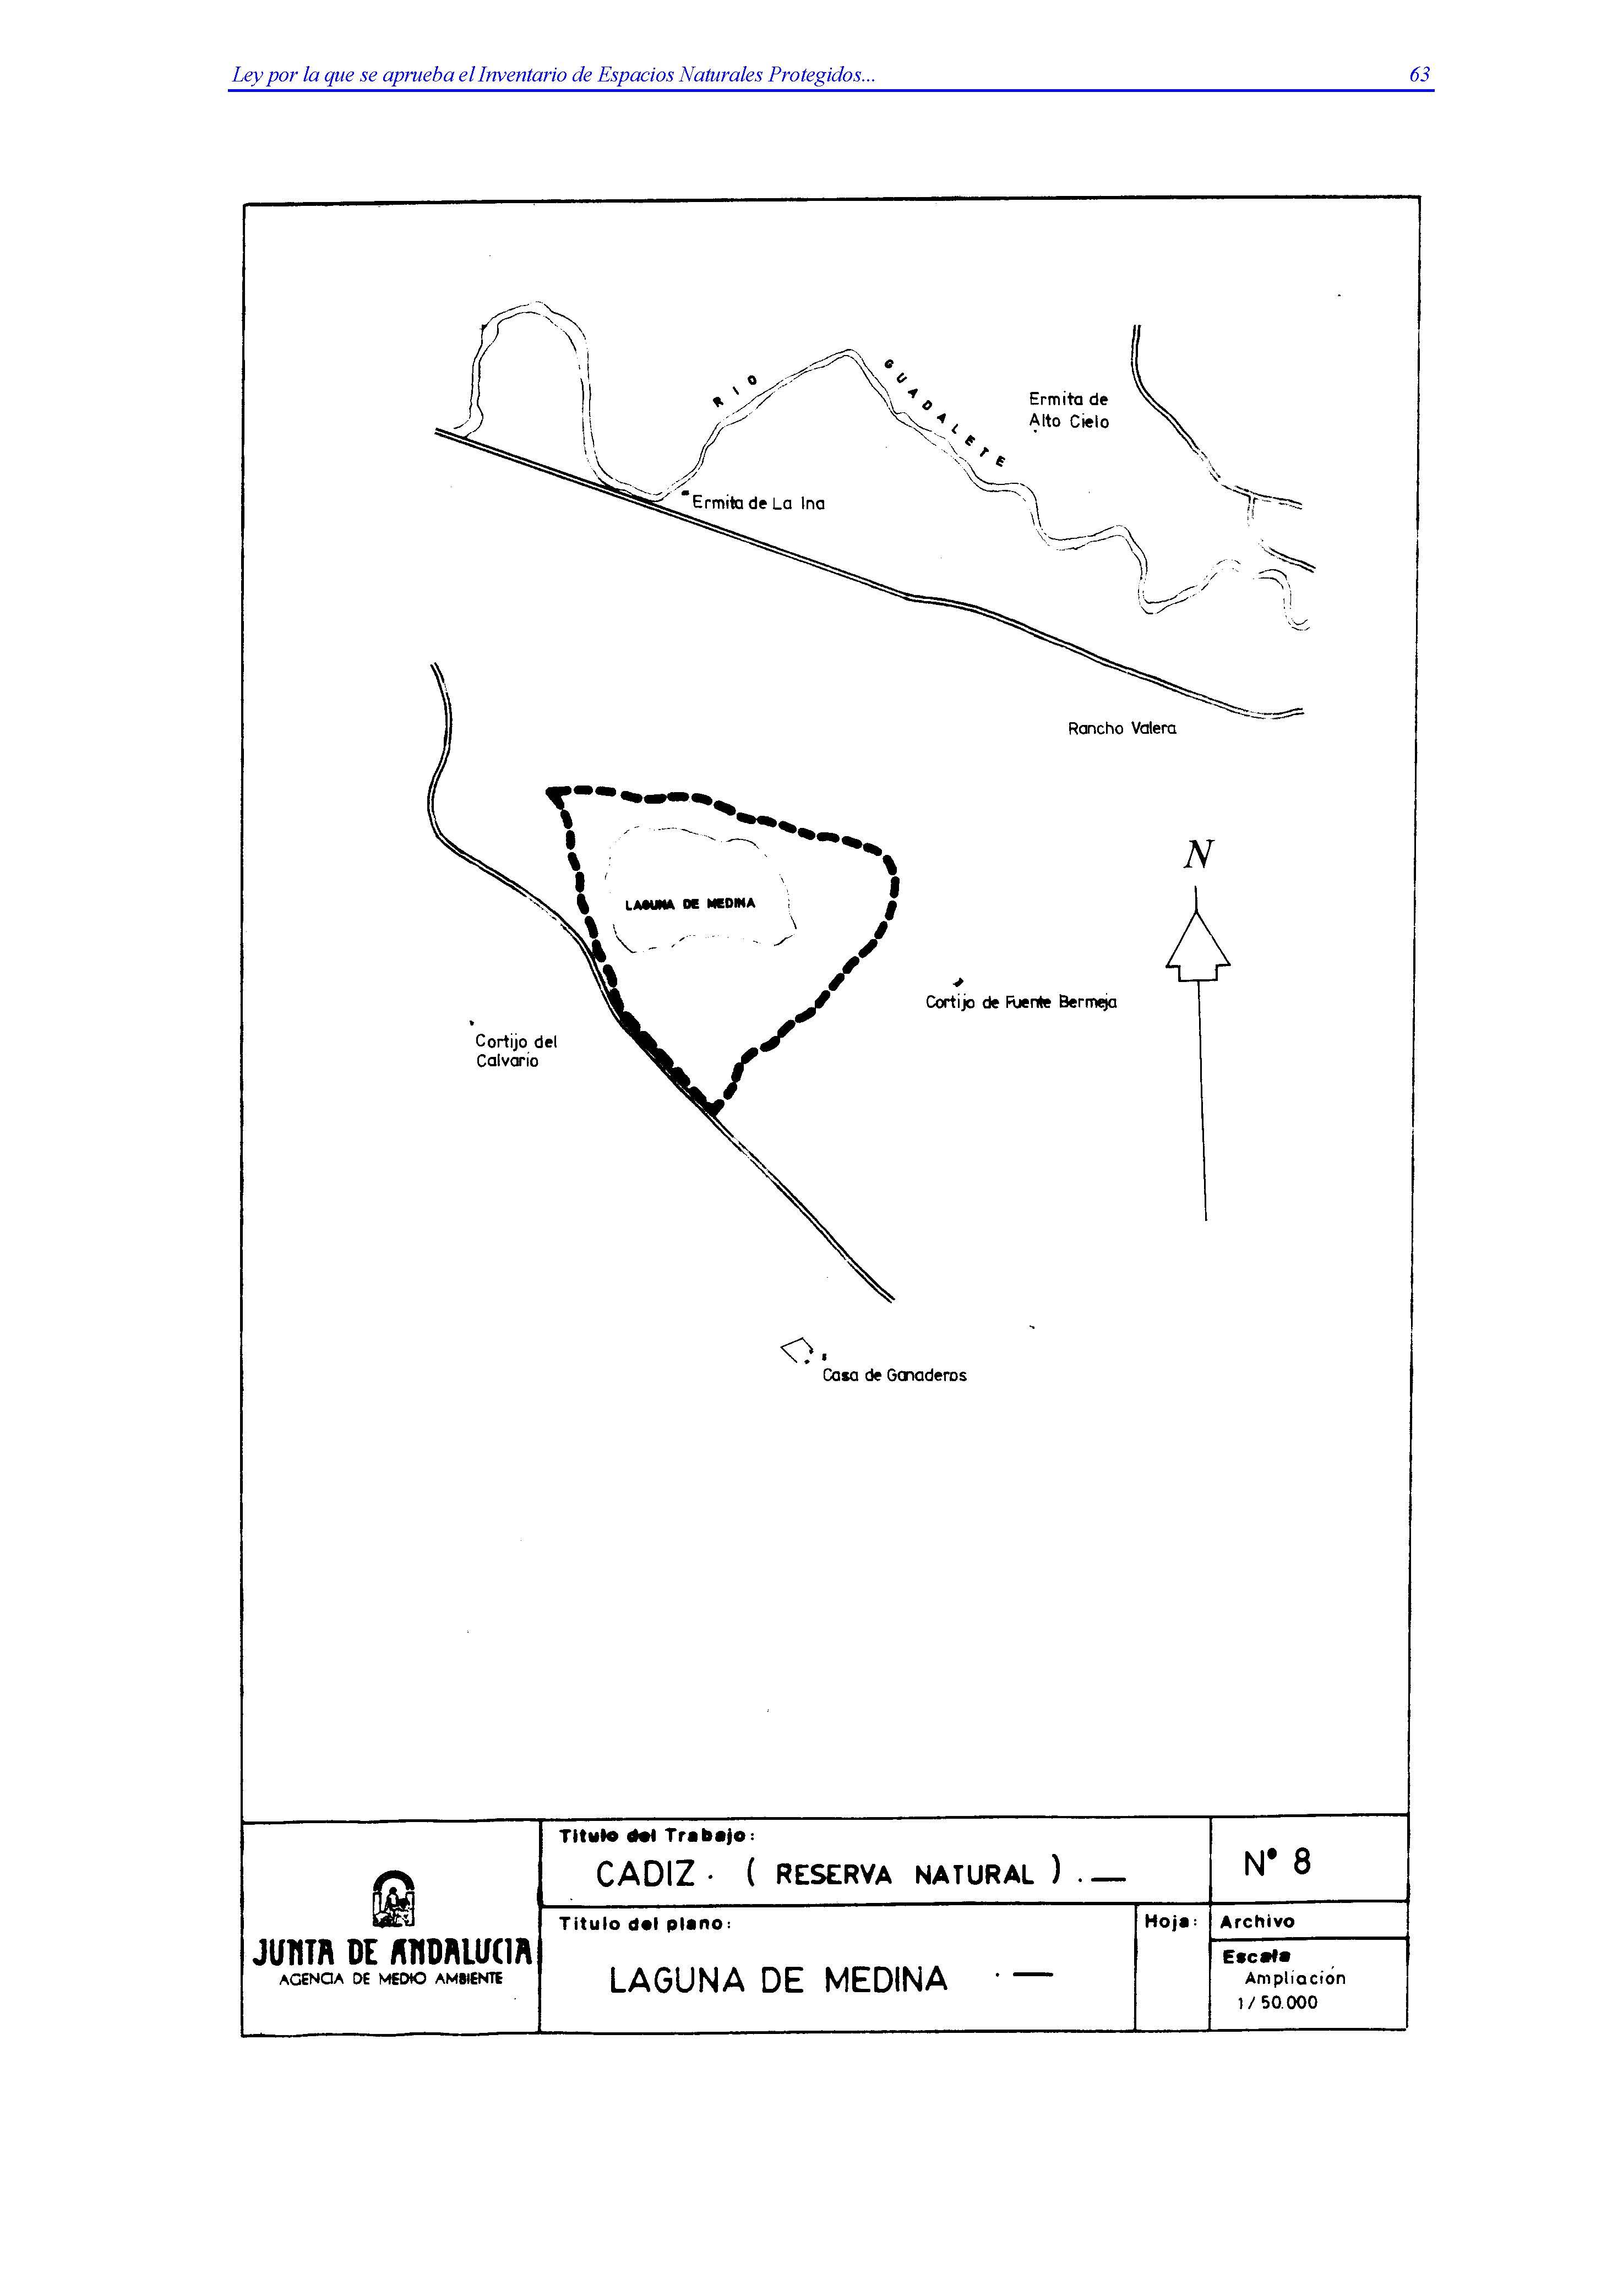 Ley por la que se aprueba el Inventario de Espacios Naturales Protegidos... 63
RIO GUADALETE
Ermita de
Alto Cielo
Ermita de La Ina
Rancho Valera
N
LAGUNA DE MEDINA
Cortijo de Fuente Bermeja
Cortijo del
Calvario
Casa de Ganaderos
Titulo del Trabajo:
CADIZ. ( RESERVA NATURAL ) . —
Nº 8
JUNTA DE ANDALUCIA
AGENCIA DE MEDIO AMBIENTE
Titulo del plano:
LAGUNA DE MEDINA . —
Hoja:
Archivo
Escala
Ampliación
1/50.000